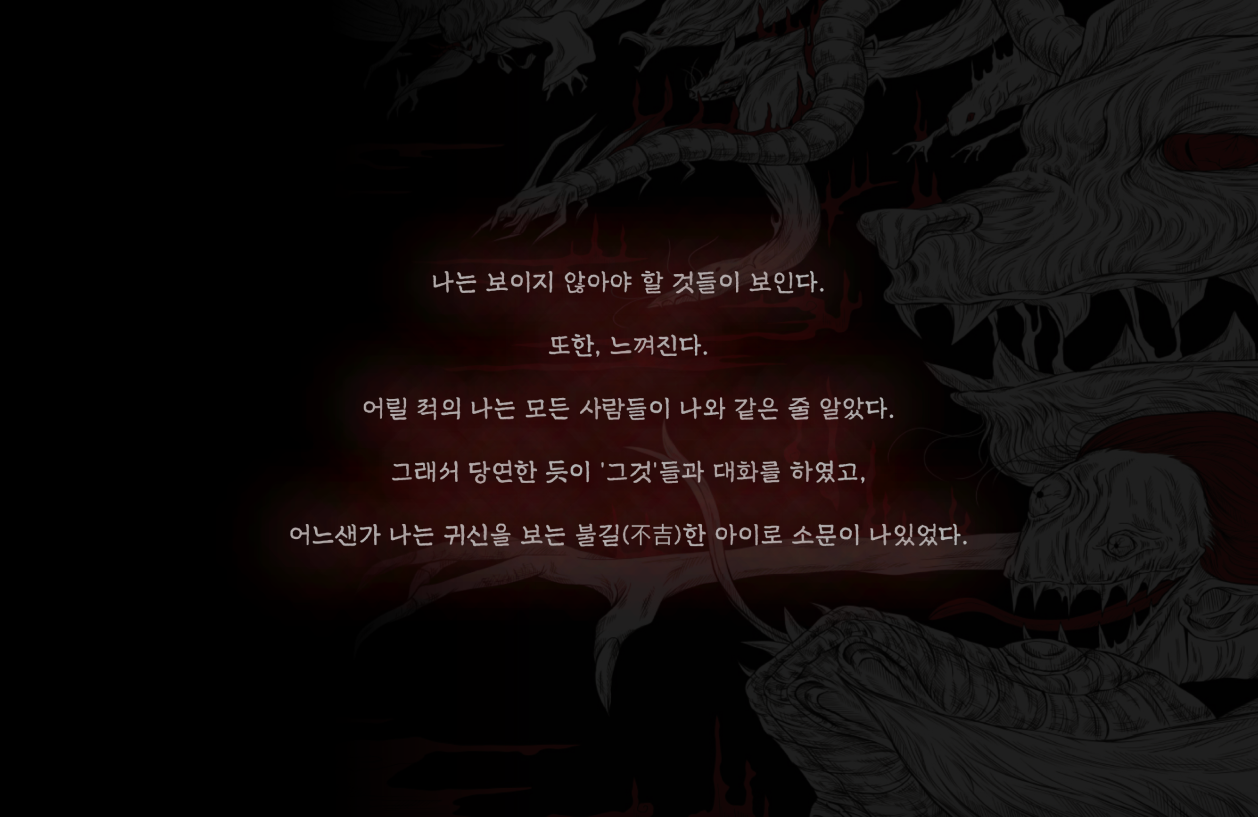 나는 보이지 않아야 할 것들이 보인다.
또한, 느껴진다.
어릴 적의 나는 모든 사람들이 나와 같은 줄 알았다.
그래서 당연한 듯이 '그것'들과 대화를 하였고,
어느샌가 나는 귀신을 보는 불길(不吉)한 아이로 소문이 나있었다.